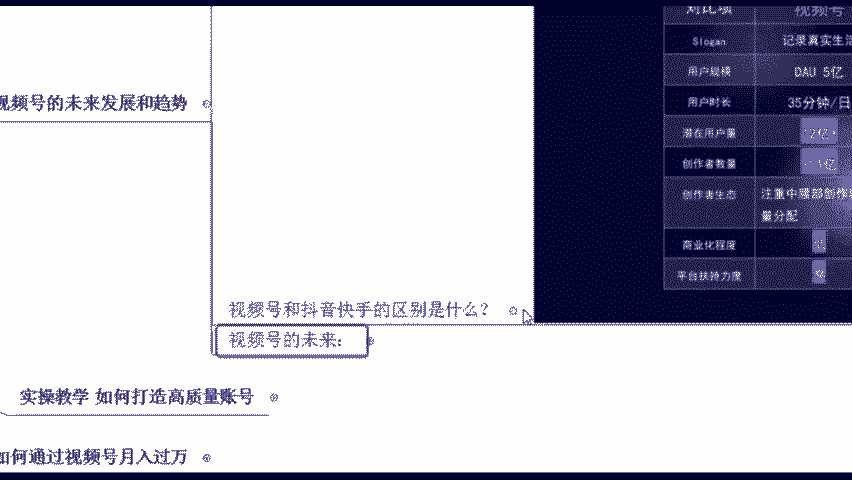 对比项 视频号
Slogan 记录真实生活
用户规模 DAU 5亿
视频号的未来发展和趋势
用户时长 35分钟/日
潜在用户量 12亿+
创作者数量 1亿
创作者生态 注重中腰部创作
量分配
商业化程度 低
平台扶持力度
视频号和抖音快手的区别是什么？
视频号的未来：
实操教学 如何打造高质量账号
如何通过视频号月入过万